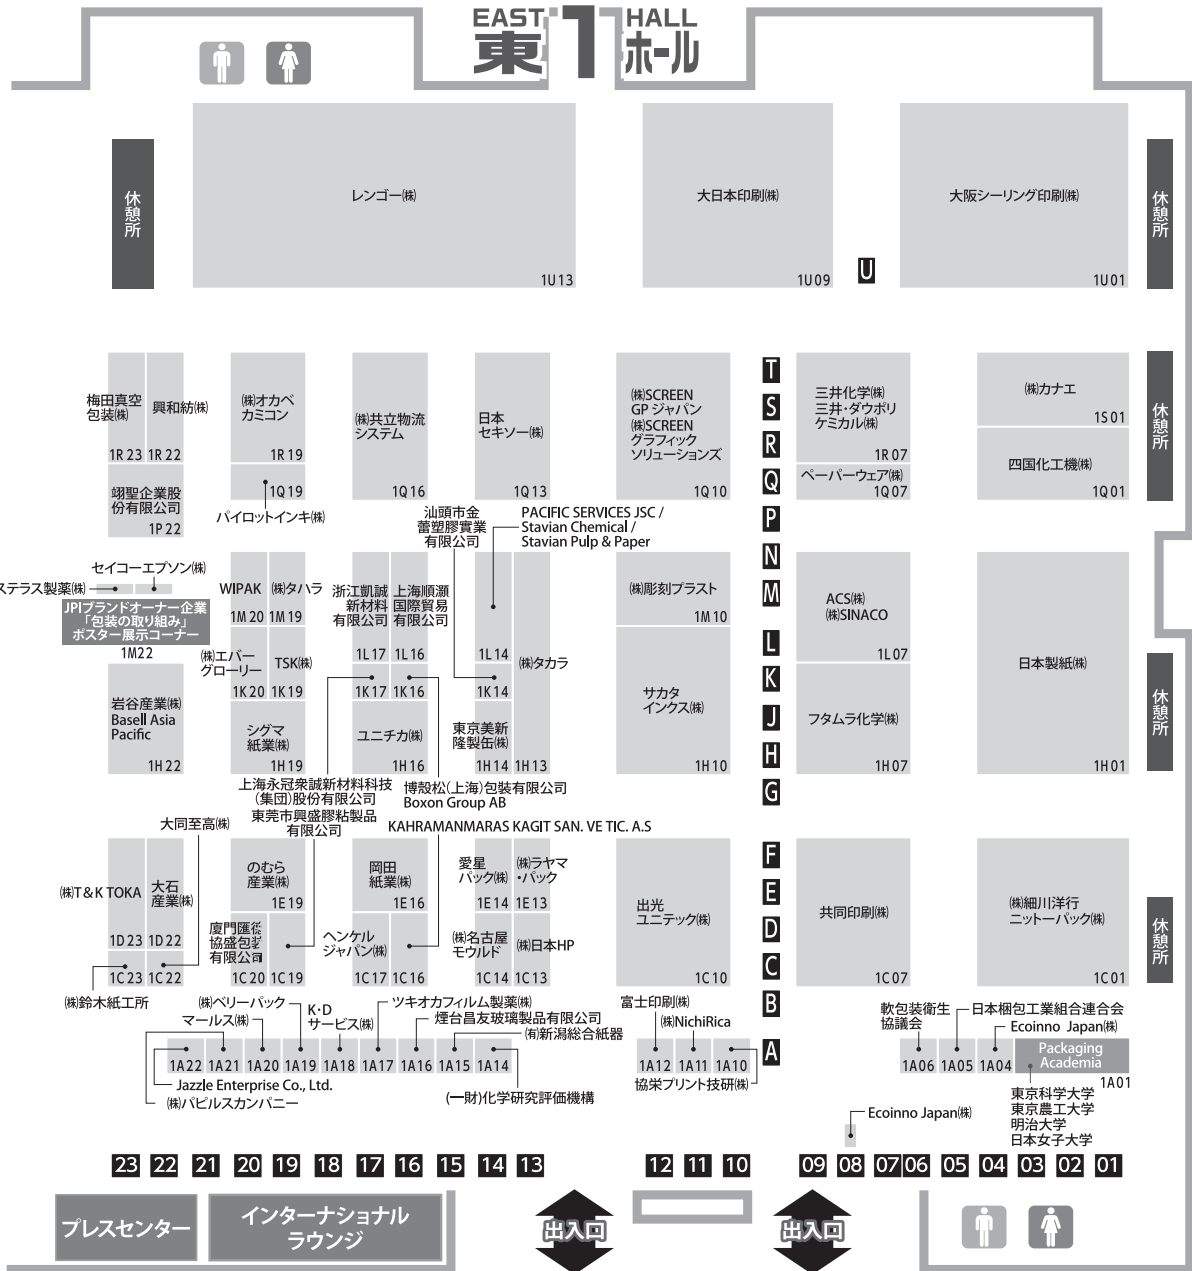 EAST HALL
東1ホール
休憩所
レンゴー㈱
1U13
大日本印刷㈱
1U09
U
大阪シーリング印刷㈱
1U01
休憩所
梅田真空
包装㈱
1R23
興和紡㈱
1R22
㈱オカベ
カミコン
1R19
㈱共立物流
システム
1Q16
日本
セキソー㈱
1Q13
㈱SCREEN
GP ジャパン
㈱SCREEN
グラフィック
ソリューションズ
1Q10
T
S
R
Q
P
N
M
L
K
J
H
G
F
E
D
C
B
A
三井化学㈱
三井・ダウポリ
ケミカル㈱
1R07
ペーパーウェア㈱
1Q07
㈱カナエ
1S01
四国化工機㈱
1Q01
休憩所
翊聖企業股
份有限公司
1P22
1Q19
パイロットインキ㈱
汕頭市金
蕾塑膠實業
有限公司
PACIFIC SERVICES JSC /
Stavian Chemical /
Stavian Pulp & Paper
セイコーエプソン㈱
ステラス製薬㈱
JPIブランドオーナー企業
「包装の取り組み」
ポスター展示コーナー
1M22
WIPAK
1M20
㈱タハラ
1M19
浙江凱誠
新材料
有限公司
1L17
上海順灝
国際貿易
有限公司
1L16
1L14
㈱タカラ
1H13
㈱彫刻プラスト
1M10
ACS㈱
㈱SINACO
1L07
日本製紙㈱
1H01
休憩所
㈱エバー
グローリー
1K20
TSK㈱
1K19
1K17
1K16
1K14
サカタ
インクス㈱
1H10
フタムラ化学㈱
1H07
岩谷産業㈱
Basell Asia
Pacific
1H22
シグマ
紙業㈱
1H19
ユニチカ㈱
1H16
東京美新
隆製缶㈱
1H14
上海永冠衆誠新材料科技
(集団)股份有限公司
博殻松(上海)包装有限公司
Boxon Group AB
東莞市興盛膠粘製品
有限公司
大同至高㈱
KAHRAMANMARAS KAGIT SAN. VE TIC. A.S
㈱T&K TOKA
1D23
大石
産業㈱
1D22
のむら
産業㈱
1E19
岡田
紙業㈱
1E16
愛星
パック㈱
1E14
㈱ラヤマ
・パック
1E13
出光
ユニテック㈱
1C10
共同印刷㈱
1C07
㈱細川洋行
ニットーパック㈱
1C01
休憩所
1C23
1C22
協盛包装
有限公司
1C20
1C19
ヘンケル
ジャパン㈱
1C17
1C16
㈱名古屋
モウルド
1C14
㈱日本HP
1C13
㈱鈴木紙工所
㈱ベリーパック
マールス㈱
K・D
サービス㈱
ツキオカフィルム製薬㈱
煙台昌友玻璃製品有限公司
㈲新潟総合紙器
富士印刷㈱
㈱NichiRica
軟包装衛生
協議会
日本梱包工業組合連合会
Ecoinno Japan㈱
1A22
1A21
1A20
1A19
1A18
1A17
1A16
1A15
1A14
1A12
1A11
1A10
1A06
1A05
1A04
Packaging
Academia
1A01
Jazzle Enterprise Co., Ltd.
㈱パピルスカンパニー
(一財)化学研究評価機構
協栄プリント技研㈱
東京科学大学
東京農工大学
明治大学
日本女子大学
Ecoinno Japan㈱
23 22 21 20 19 18 17 16 15 14 13 12 11 10 09 08 07 06 05 04 03 02 01
プレスセンター
インターナショナル
ラウンジ
出入口
出入口